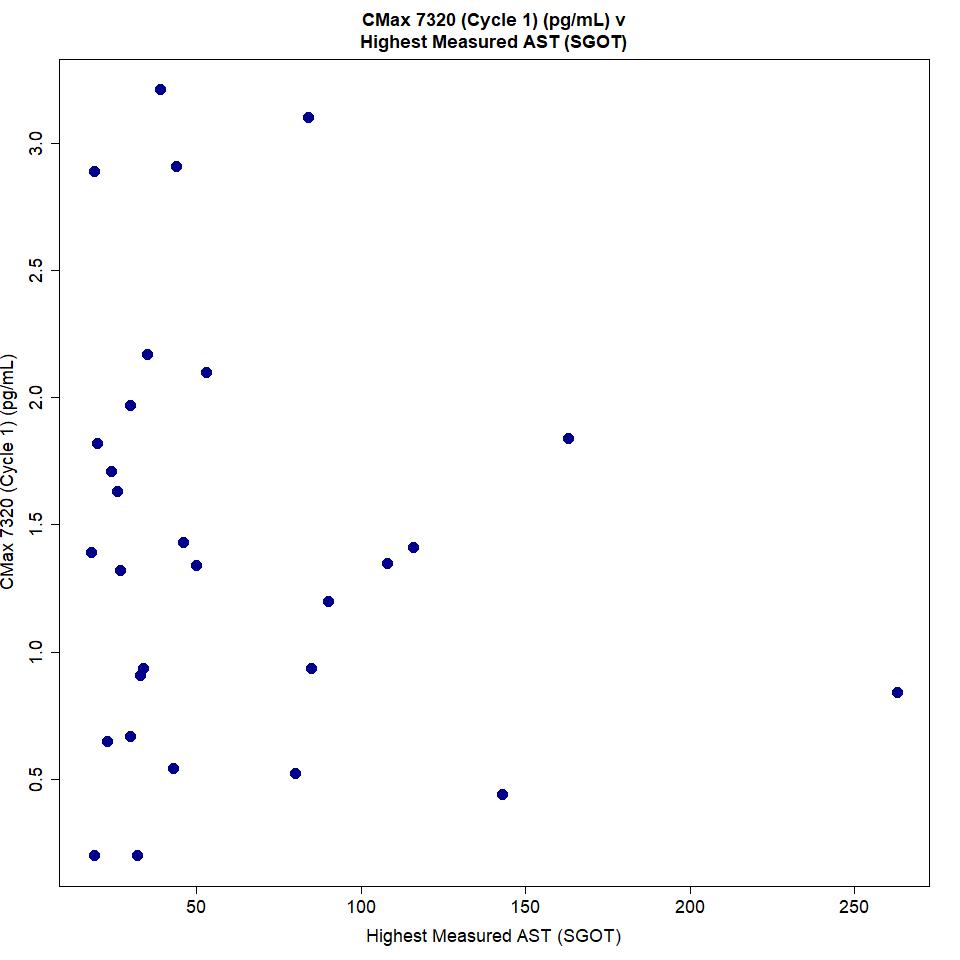 CMax 7320 (Cycle 1) (pg/mL) v
Highest Measured AST (SGOT)
3.0
2.5
2.0
1.5
1.0
0.5
CMax 7320 (Cycle 1) (pg/mL)
50 100 150 200 250
Highest Measured AST (SGOT)